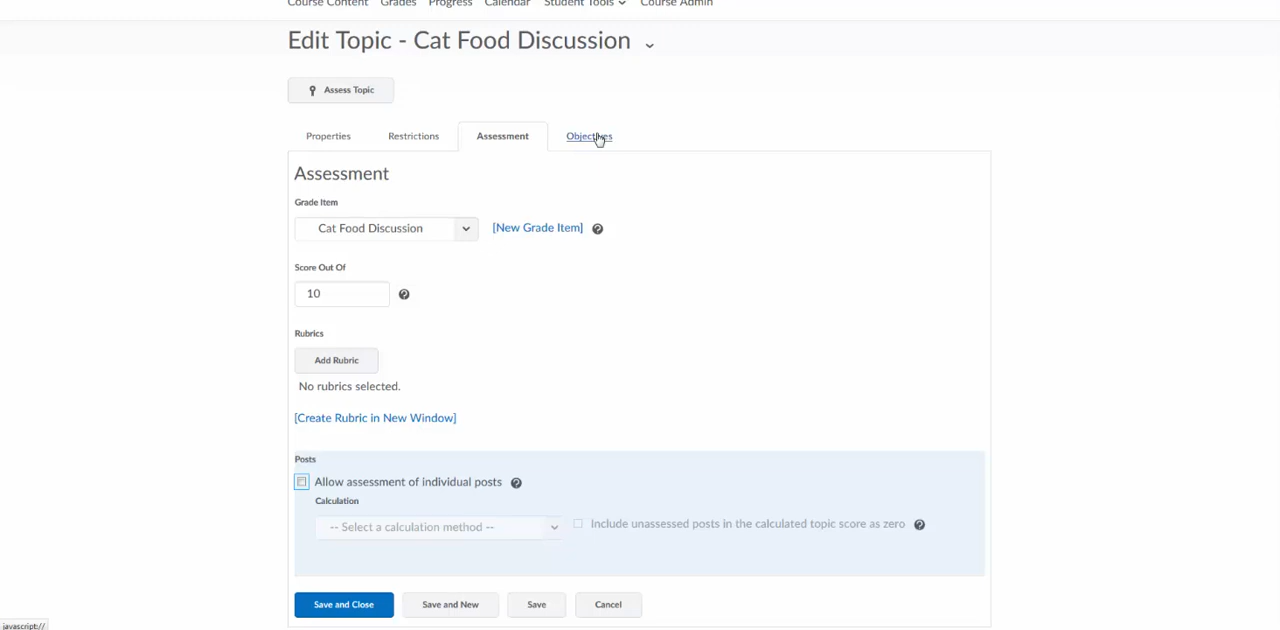 Course Content Grades Progress Calendar Student Tools Course Admin
Edit Topic - Cat Food Discussion
Assess Topic
Properties Restrictions Assessment Objectives
Assessment
Grade Item
Cat Food Discussion [New Grade Item]
Score Out Of
10
Rubrics
Add Rubric
No rubrics selected.
[Create Rubric in New Window]
Posts
Allow assessment of individual posts
Calculation
-- Select a calculation method -- Include unassessed posts in the calculated topic score as zero
Save and Close Save and New Save Cancel
javascript://